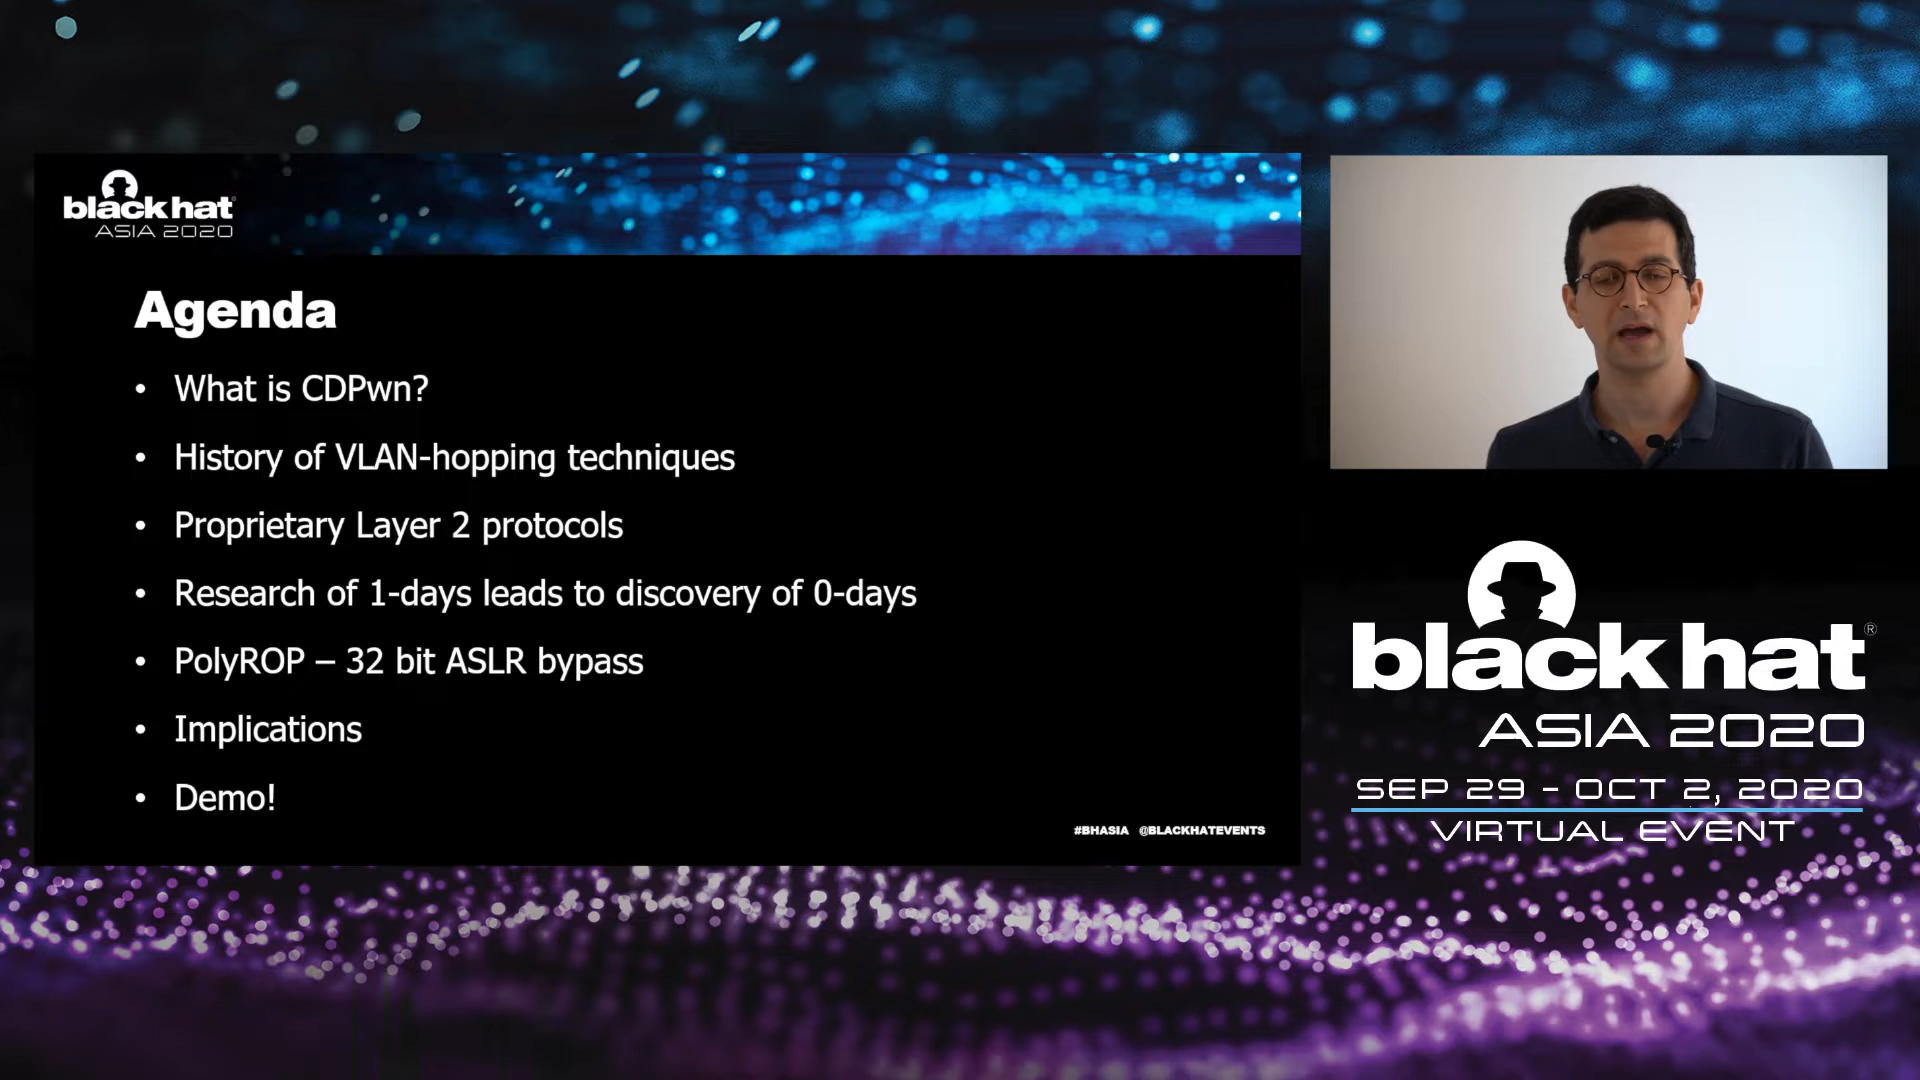 black hat
ASIA 2020
Agenda
• What is CDPwn?
• History of VLAN-hopping techniques
• Proprietary Layer 2 protocols
• Research of 1-days leads to discovery of 0-days
• PolyROP – 32 bit ASLR bypass
• Implications
• Demo!
#BHASIA @BLACKHATEVENTS
black hat®
ASIA 2020
SEP 29 - OCT 2, 2020
VIRTUAL EVENT